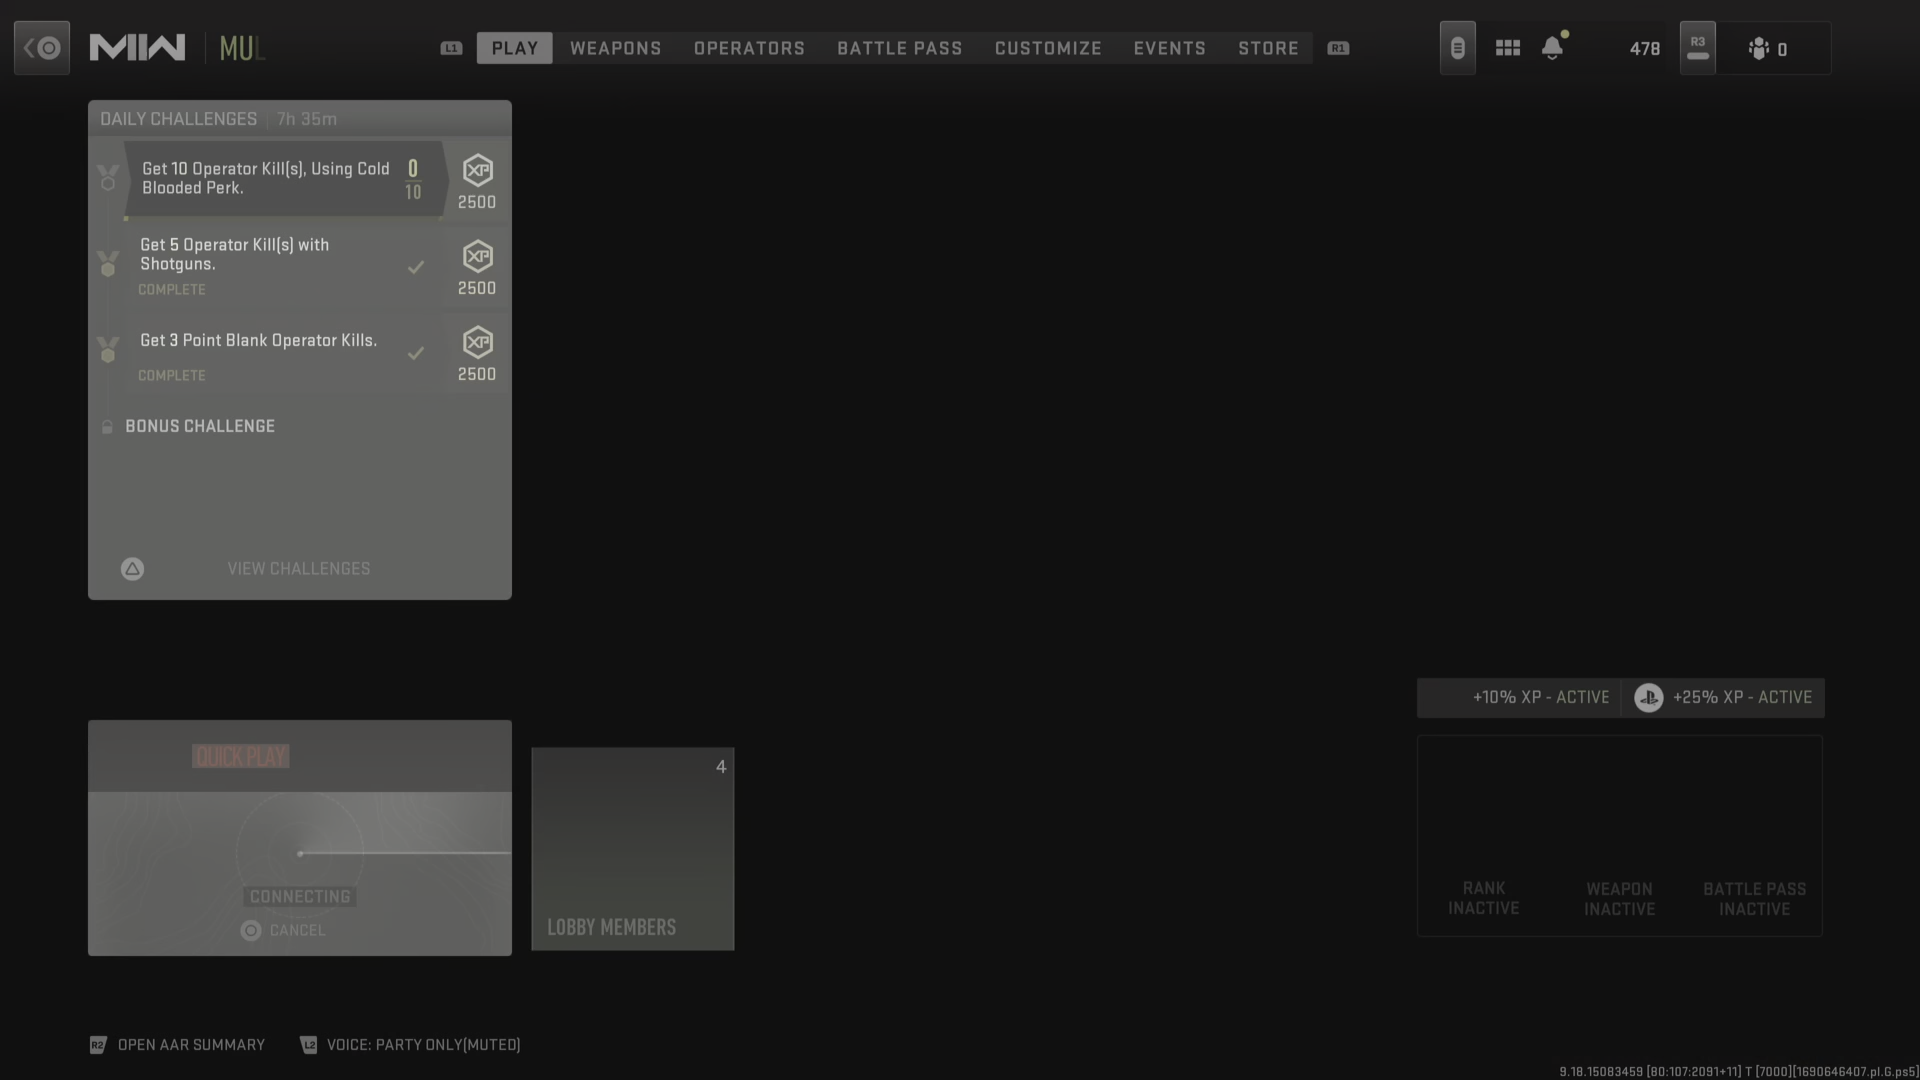 MW | MUL
L1 PLAY WEAPONS OPERATORS BATTLE PASS CUSTOMIZE EVENTS STORE R1
478 R3 0
DAILY CHALLENGES | 7h 35m
Get 10 Operator Kill(s), Using Cold
Blooded Perk.
0
10
XP
2500
Get 5 Operator Kill(s) with
Shotguns.
COMPLETE
XP
2500
Get 3 Point Blank Operator Kills.
COMPLETE
XP
2500
BONUS CHALLENGE
VIEW CHALLENGES
+10% XP - ACTIVE
+25% XP - ACTIVE
QUICK PLAY
CONNECTING
CANCEL
4
LOBBY MEMBERS
RANK
INACTIVE
WEAPON
INACTIVE
BATTLE PASS
INACTIVE
R2 OPEN AAR SUMMARY
L2 VOICE: PARTY ONLY(MUTED)
9.18.15083459 [80:107:2091+11] T [7000][1690646407.pl.G.ps5]